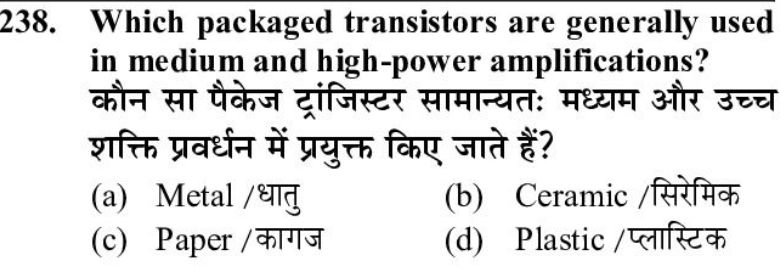 238. Which packaged transistors are generally used
in medium and high-power amplifications?
कौन सा पैकेज ट्रांजिस्टर सामान्यतः मध्यम और उच्च
शक्ति प्रवर्धन में प्रयुक्त किए जाते हैं?
(a) Metal /धातु (b) Ceramic /सिरेमिक
(c) Paper /कागज (d) Plastic /प्लास्टिक